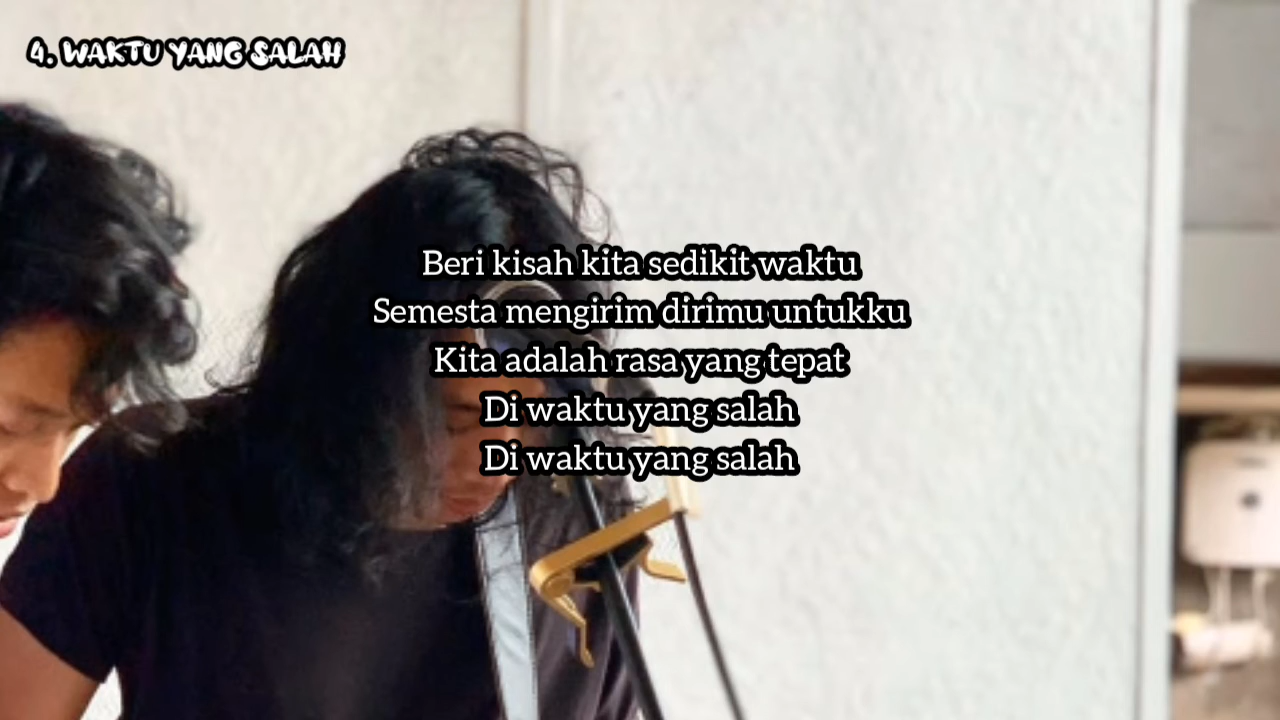 4. WAKTU YANG SALAH
Beri kisah kita sedikit waktu
Semesta mengirim dirimu untukku
Kita adalah rasa yang tepat
Di waktu yang salah
Di waktu yang salah